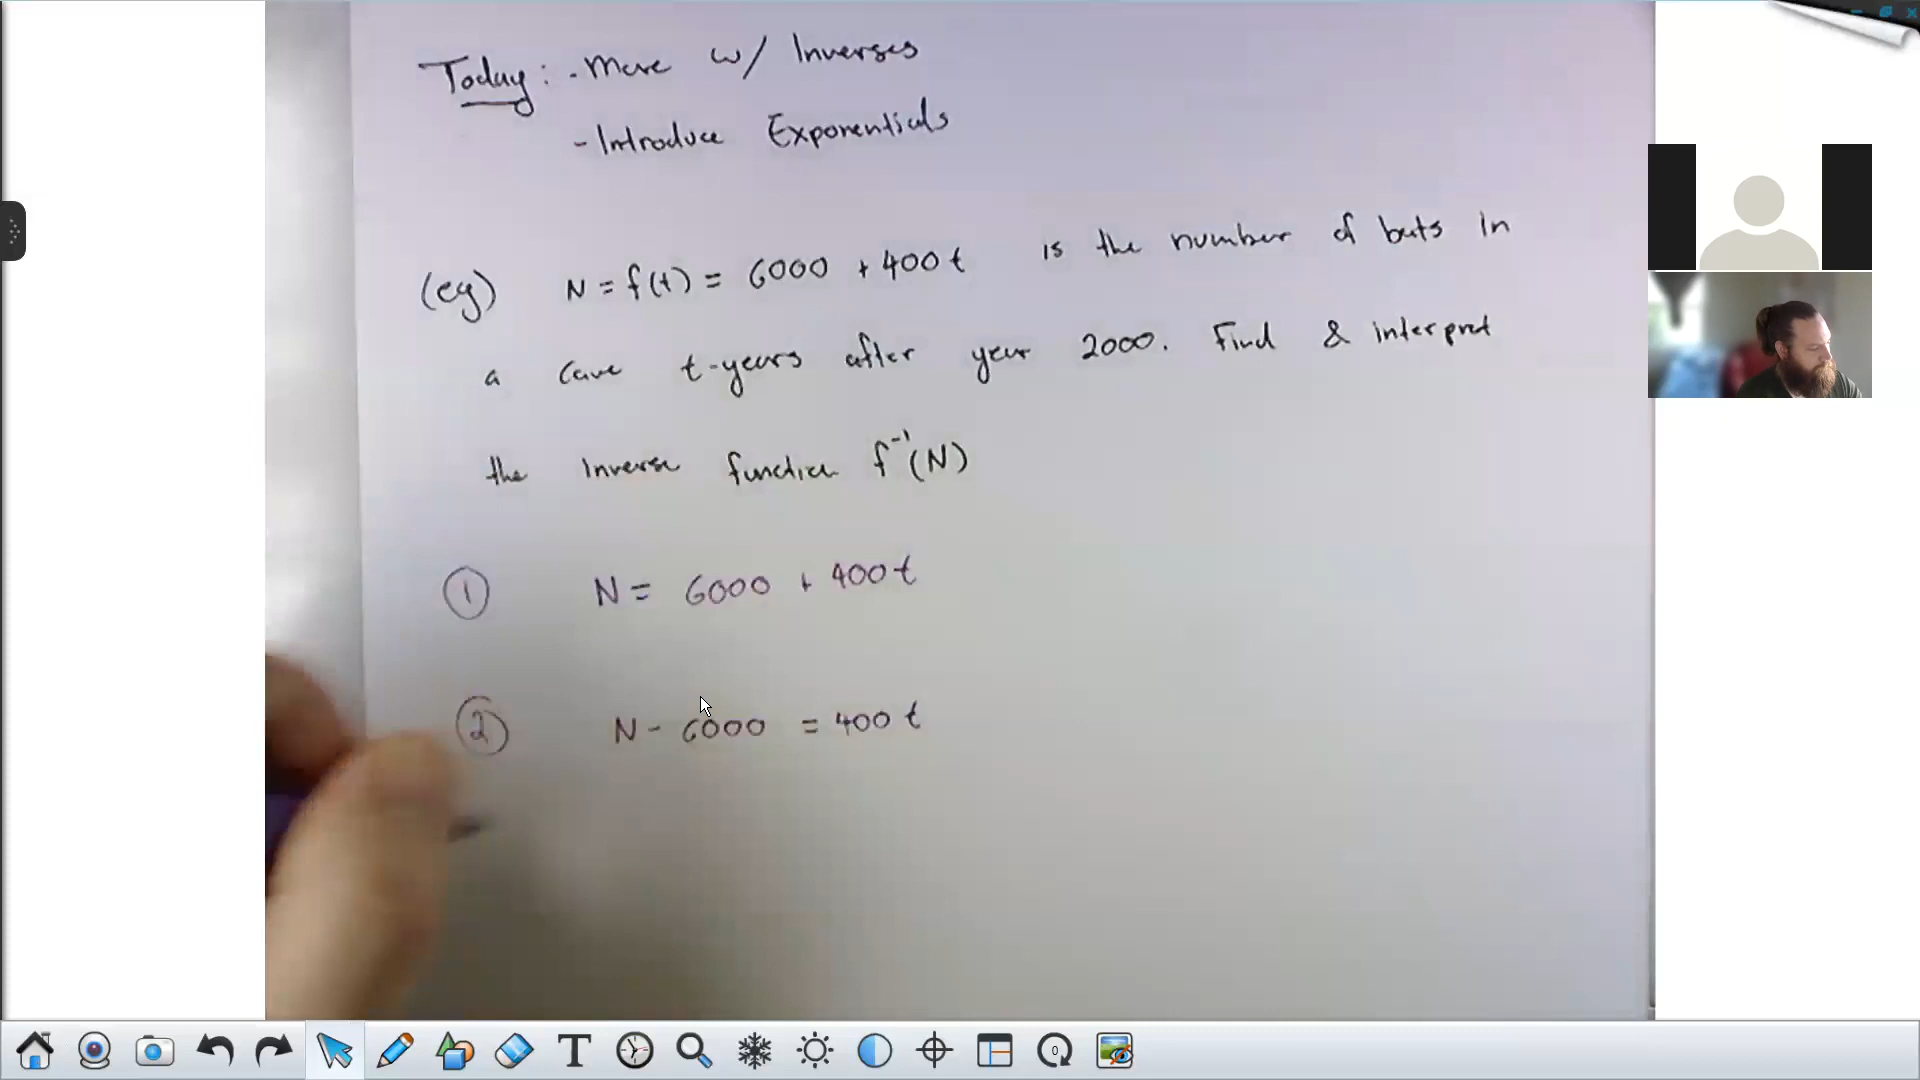 Today: - More w/ Inverses
- Introduce Exponentials
(eg) N = f(t) = 6000 + 400t is the number of bats in
a cave t-years after year 2000. Find & interpret
the inverse function f⁻¹(N)
① N = 6000 + 400t
② N - 6000 = 400t
T
0